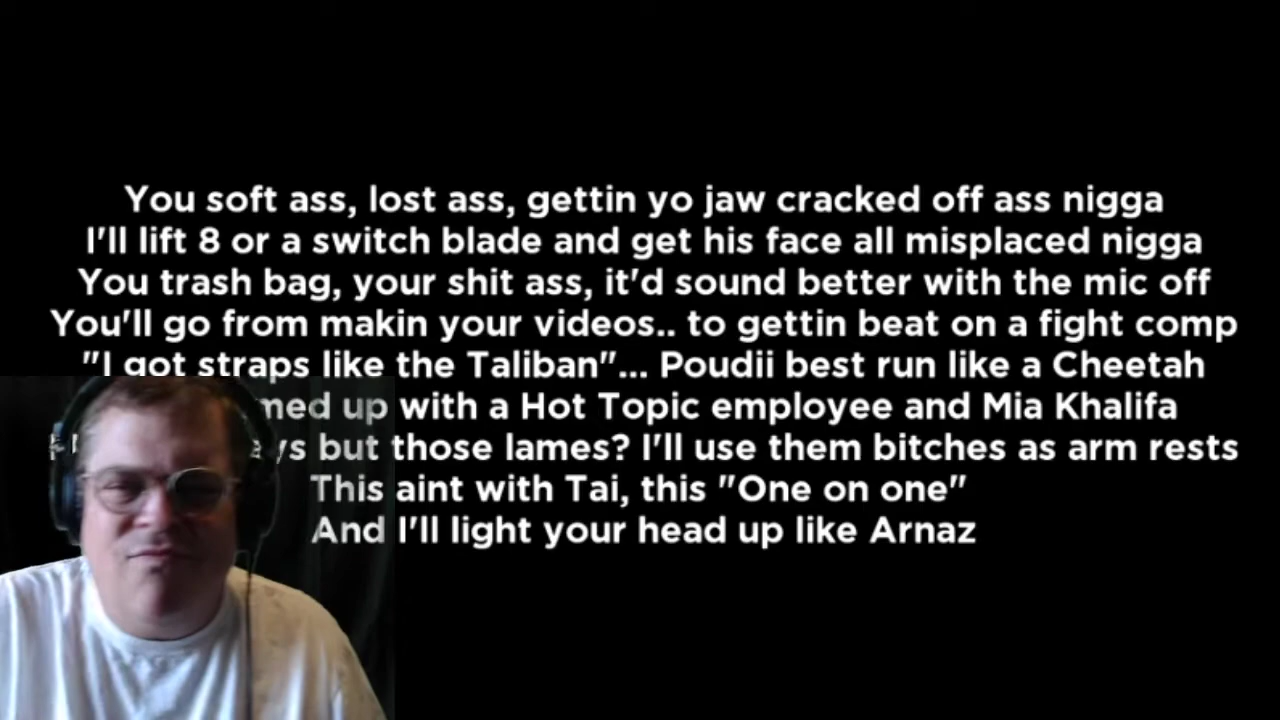 You soft ass, lost ass, gettin yo jaw cracked off ass nigga
I'll lift 8 or a switch blade and get his face all misplaced nigga
You trash bag, your shit ass, it'd sound better with the mic off
You'll go from makin your videos.. to gettin beat on a fight comp
"I got straps like the Taliban"... Poudii best run like a Cheetah
up with a Hot Topic employee and Mia Khalifa
but those lames? I'll use them bitches as arm rests
This aint with Tai, this "One on one"
And I'll light your head up like Arnaz